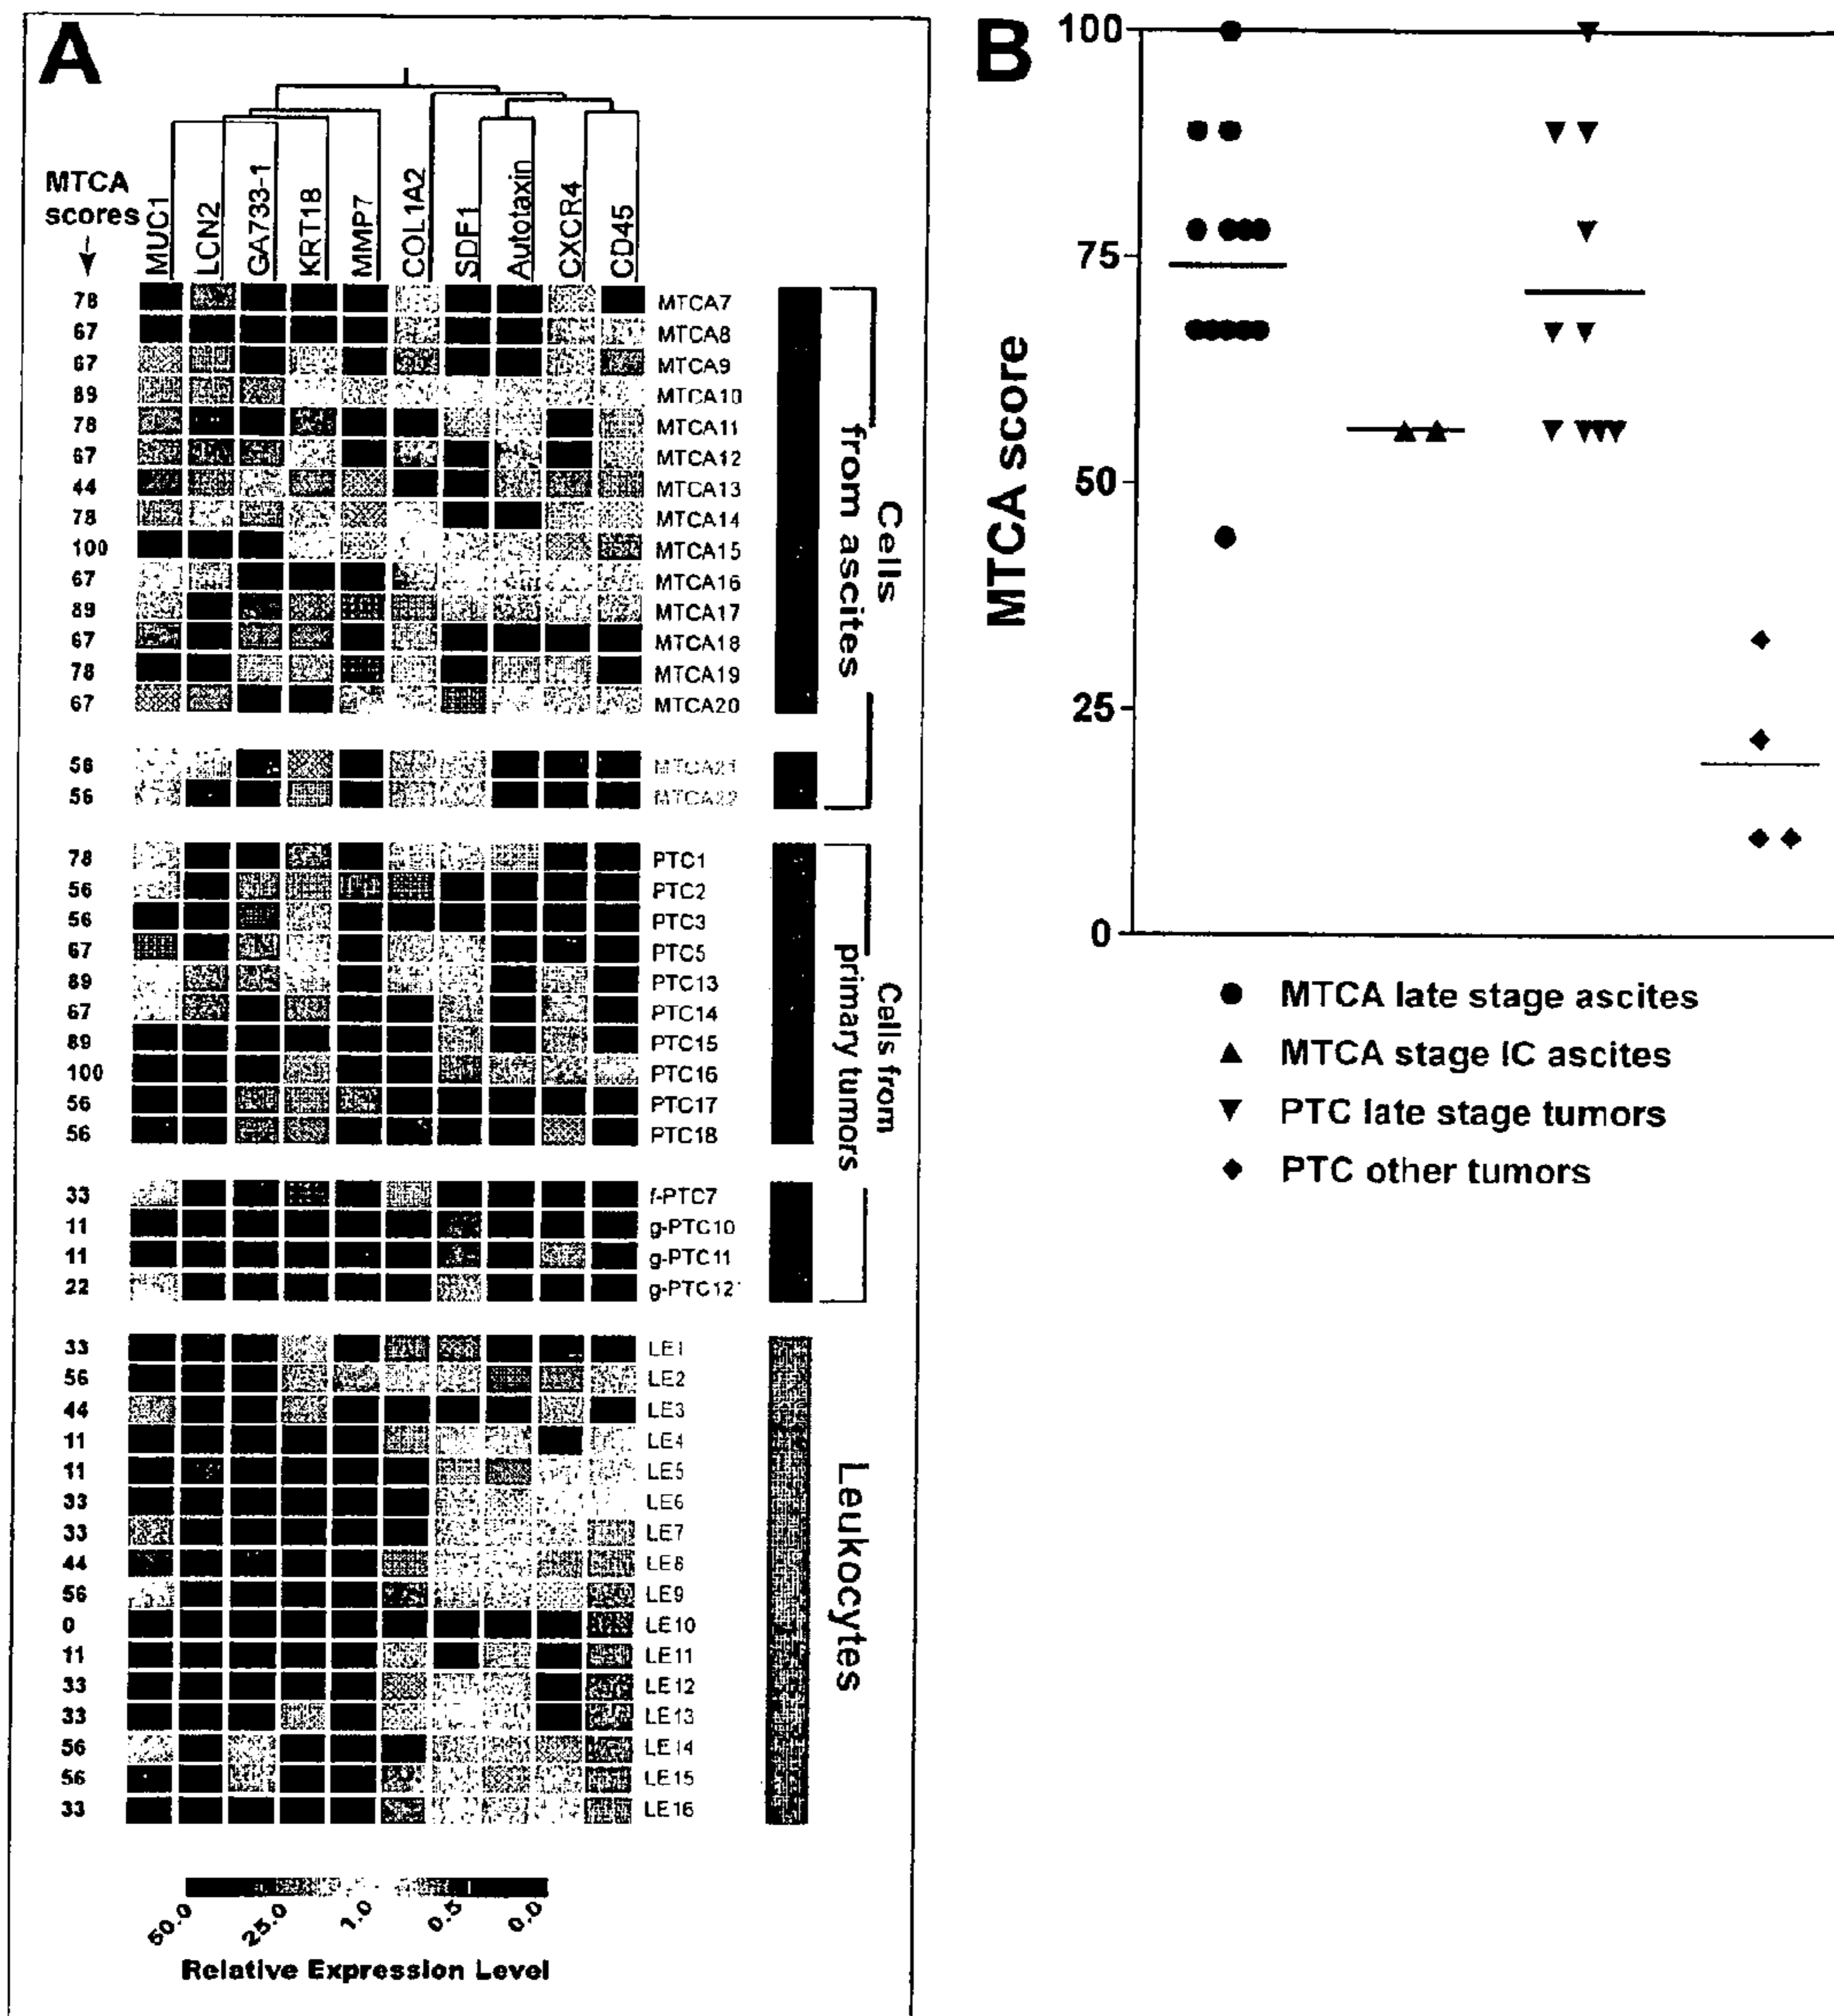 A
MTCA
scores
MUC1
LCN2
GA733-1
KRT18
MMP7
COL1A2
SDF1
Autotaxin
CXCR4
CD45
78 MTCA7
67 MTCA8
67 MTCA9
89 MTCA10
78 MTCA11
67 MTCA12
44 MTCA13
78 MTCA14
100 MTCA15
67 MTCA16
89 MTCA17
67 MTCA18
78 MTCA19
67 MTCA20
56 MTCA21
56 MTCA22
Cells
from ascites
78 PTC1
56 PTC2
56 PTC3
67 PTC5
89 PTC13
67 PTC14
89 PTC15
100 PTC16
56 PTC17
56 PTC18
33 f-PTC7
11 g-PTC10
11 g-PTC11
22 g-PTC12
Cells from
primary tumors
33 LE1
56 LE2
44 LE3
11 LE4
11 LE5
33 LE6
33 LE7
44 LE8
56 LE9
0 LE10
11 LE11
33 LE12
33 LE13
56 LE14
56 LE15
33 LE16
Leukocytes
50.0 25.0 1.0 0.5 0.0
Relative Expression Level
B
MTCA score
100
75
50
25
0
MTCA late stage ascites
MTCA stage IC ascites
PTC late stage tumors
PTC other tumors